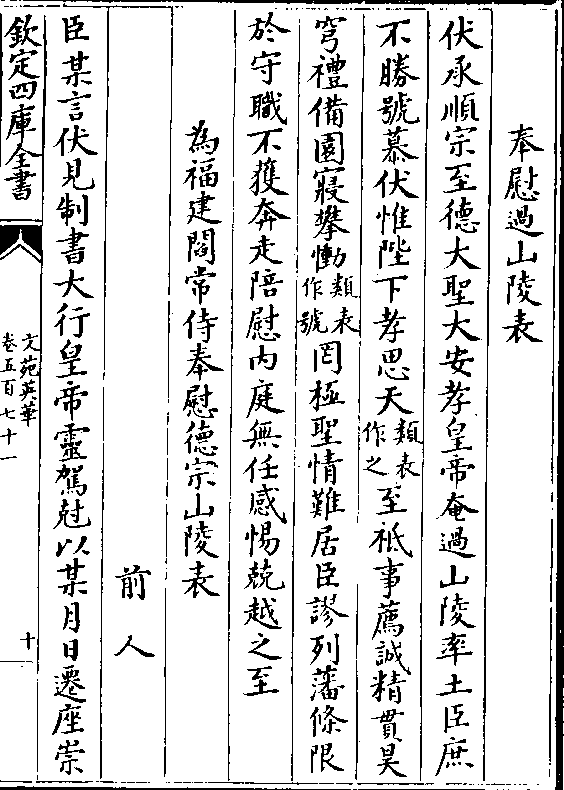 奉慰過山陵表
伏承順宗至德大聖大安孝皇帝奄過山陵率土臣庶
不勝號慕伏惟陛下孝思天類表作之至祗事薦誠精貫昊
穹禮備園寢攀慟類表作號罔極聖情難居臣謬列藩條限
於守職不獲奔走陪慰内庭無任感惕兢越之至
為福建閻常侍奉慰德宗山陵表
前人
臣某言伏見制書大行皇帝靈駕尅以某月日遷座崇
欽定四庫全書
文苑英華
卷五百七十一
十